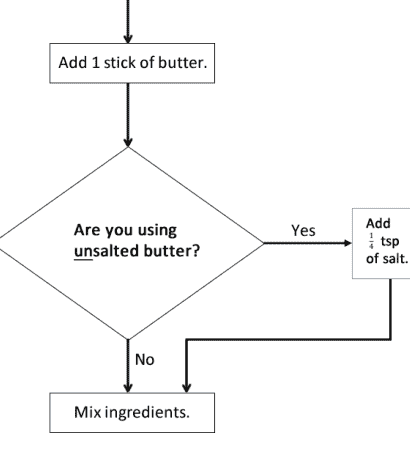 Add 1 stick of butter.
Are you using
unsalted butter?
Yes
Add
1/4 tsp
of salt.
No
Mix ingredients.